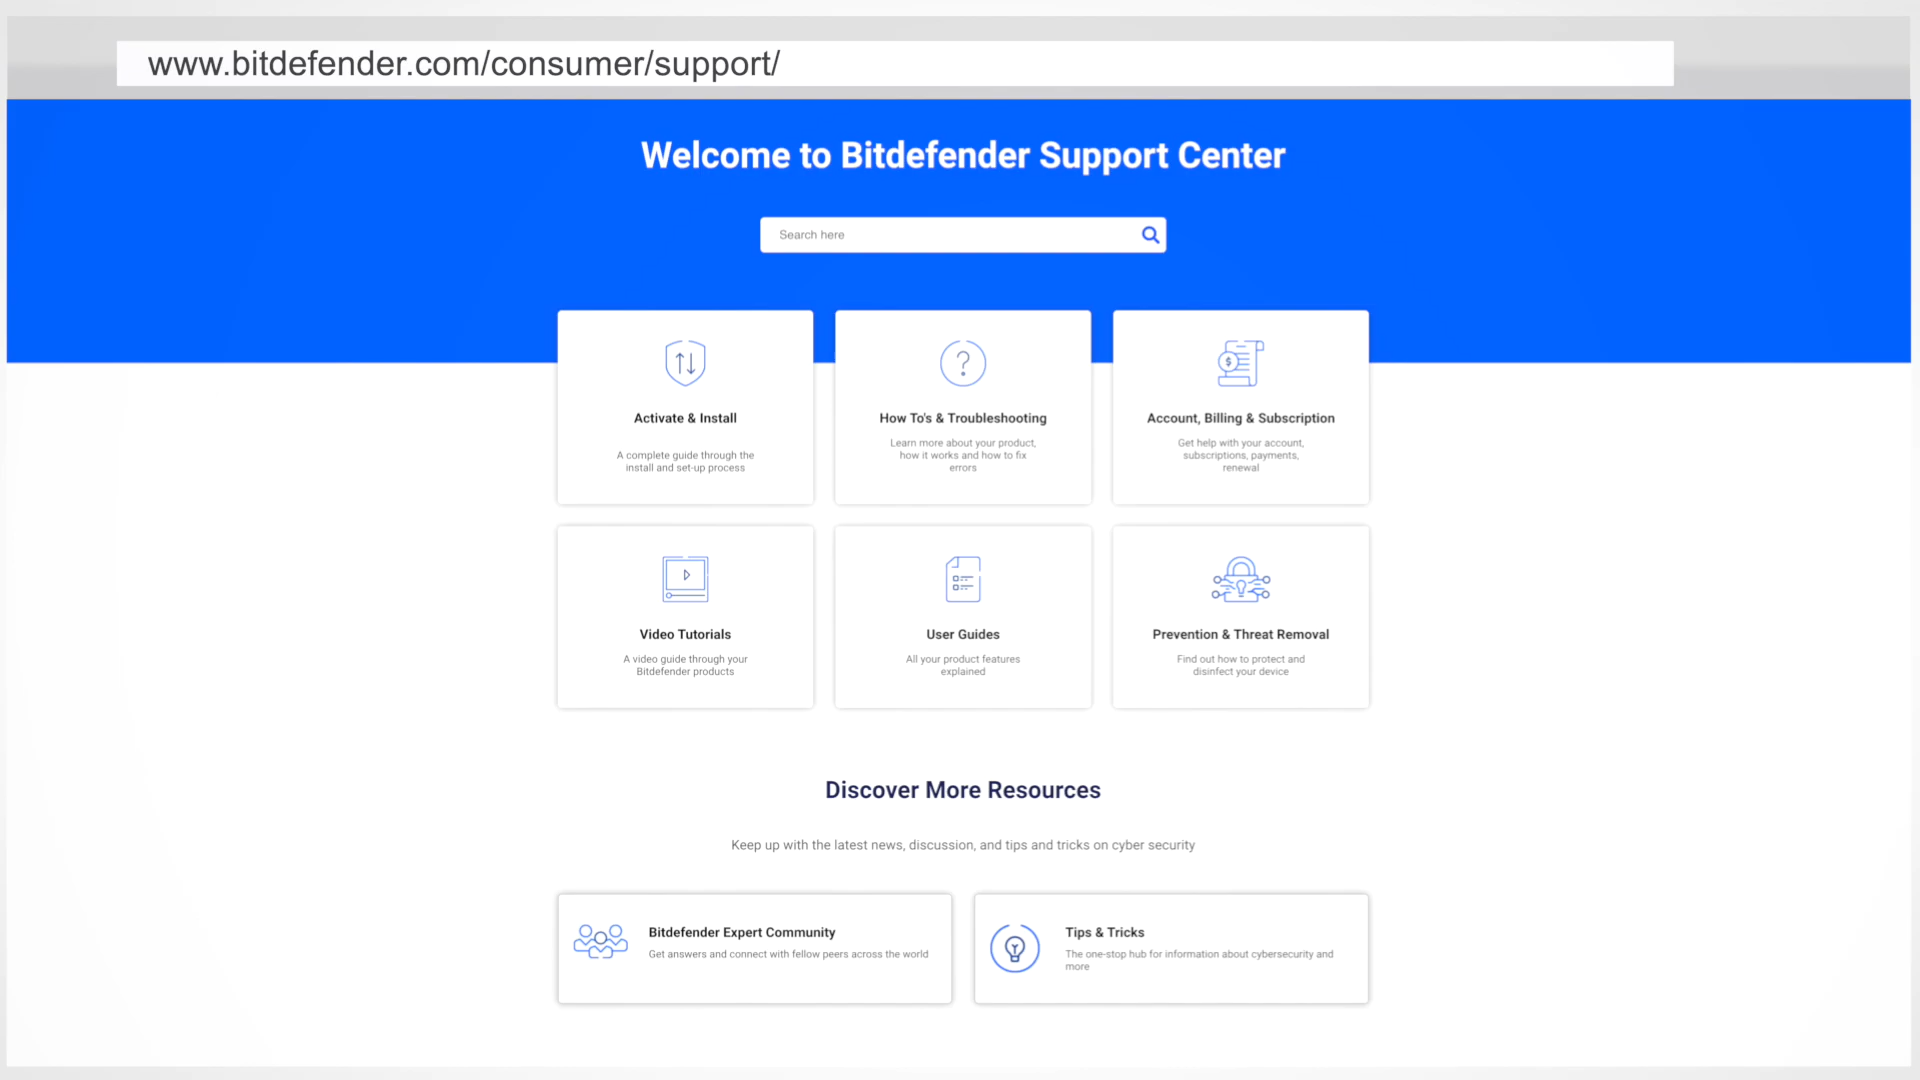 www.bitdefender.com/consumer/support/
Welcome to Bitdefender Support Center
Search here
Activate & Install
A complete guide through the
install and set-up process
How To's & Troubleshooting
Learn more about your product,
how it works and how to fix
errors
Account, Billing & Subscription
Get help with your account,
subscriptions, payments,
renewal
Video Tutorials
A video guide through your
Bitdefender products
User Guides
All your product features
explained
Prevention & Threat Removal
Find out how to protect and
disinfect your device
Discover More Resources
Keep up with the latest news, discussion, and tips and tricks on cyber security
Bitdefender Expert Community
Get answers and connect with fellow peers across the world
Tips & Tricks
The one-stop hub for information about cybersecurity and
more